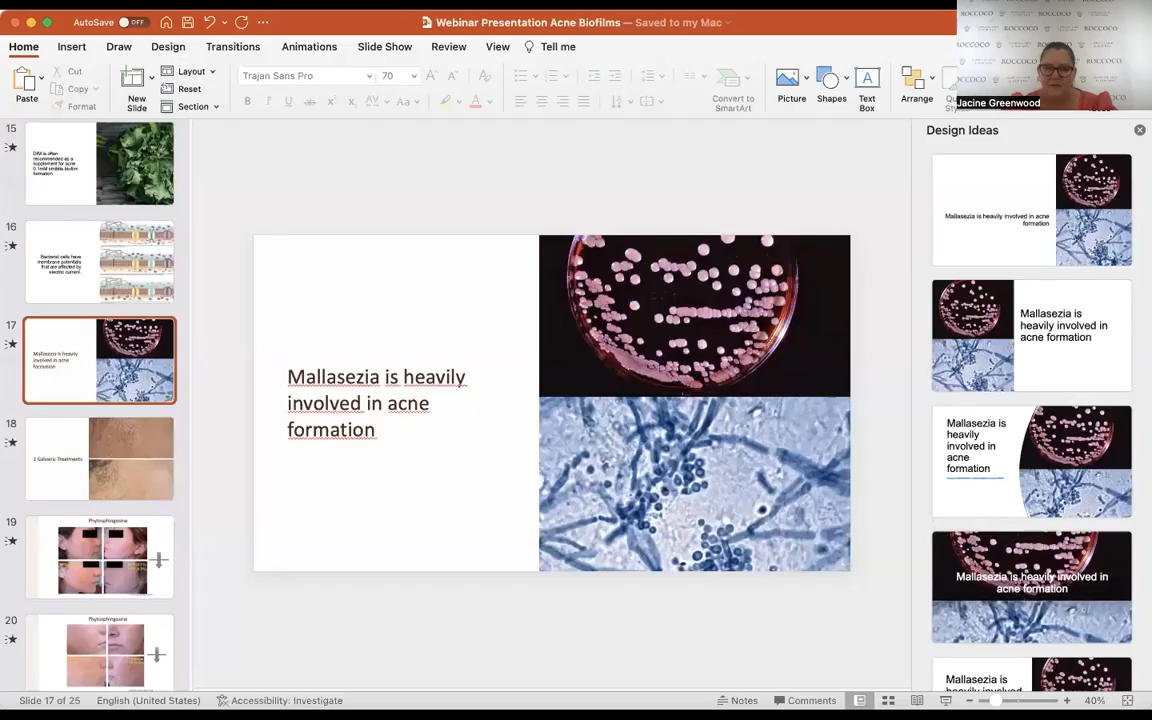 AutoSave OFF
Webinar Presentation Acne Biofilms — Saved to my Mac
Home Insert Draw Design Transitions Animations Slide Show Review View Tell me
Paste
Cut
Copy
Format
New Slide
Layout
Reset
Section
Trajan Sans Pro 70
Convert to SmartArt
Picture
Shapes
Text Box
Arrange
ROCCOCO
Jacine Greenwood
15
DIM is often
recommended as a
supplement for acne
16
Bacterial cells have
membrane potentials
that are affected by
electric current.
17
Mallasezia is heavily
involved in acne
formation
18
2 Galvanic Treatments
19
Phytosphingosine
20
Phytosphingosine
Mallasezia is heavily
involved in acne
formation
Design Ideas
Mallasezia is heavily involved in acne
formation
Mallasezia is
heavily involved in
acne formation
Mallasezia is
heavily
involved in
acne
formation
Mallasezia is heavily involved in
acne formation
Mallasezia is
heavily involved
Slide 17 of 25 English (United States) Accessibility: Investigate Notes Comments 40%